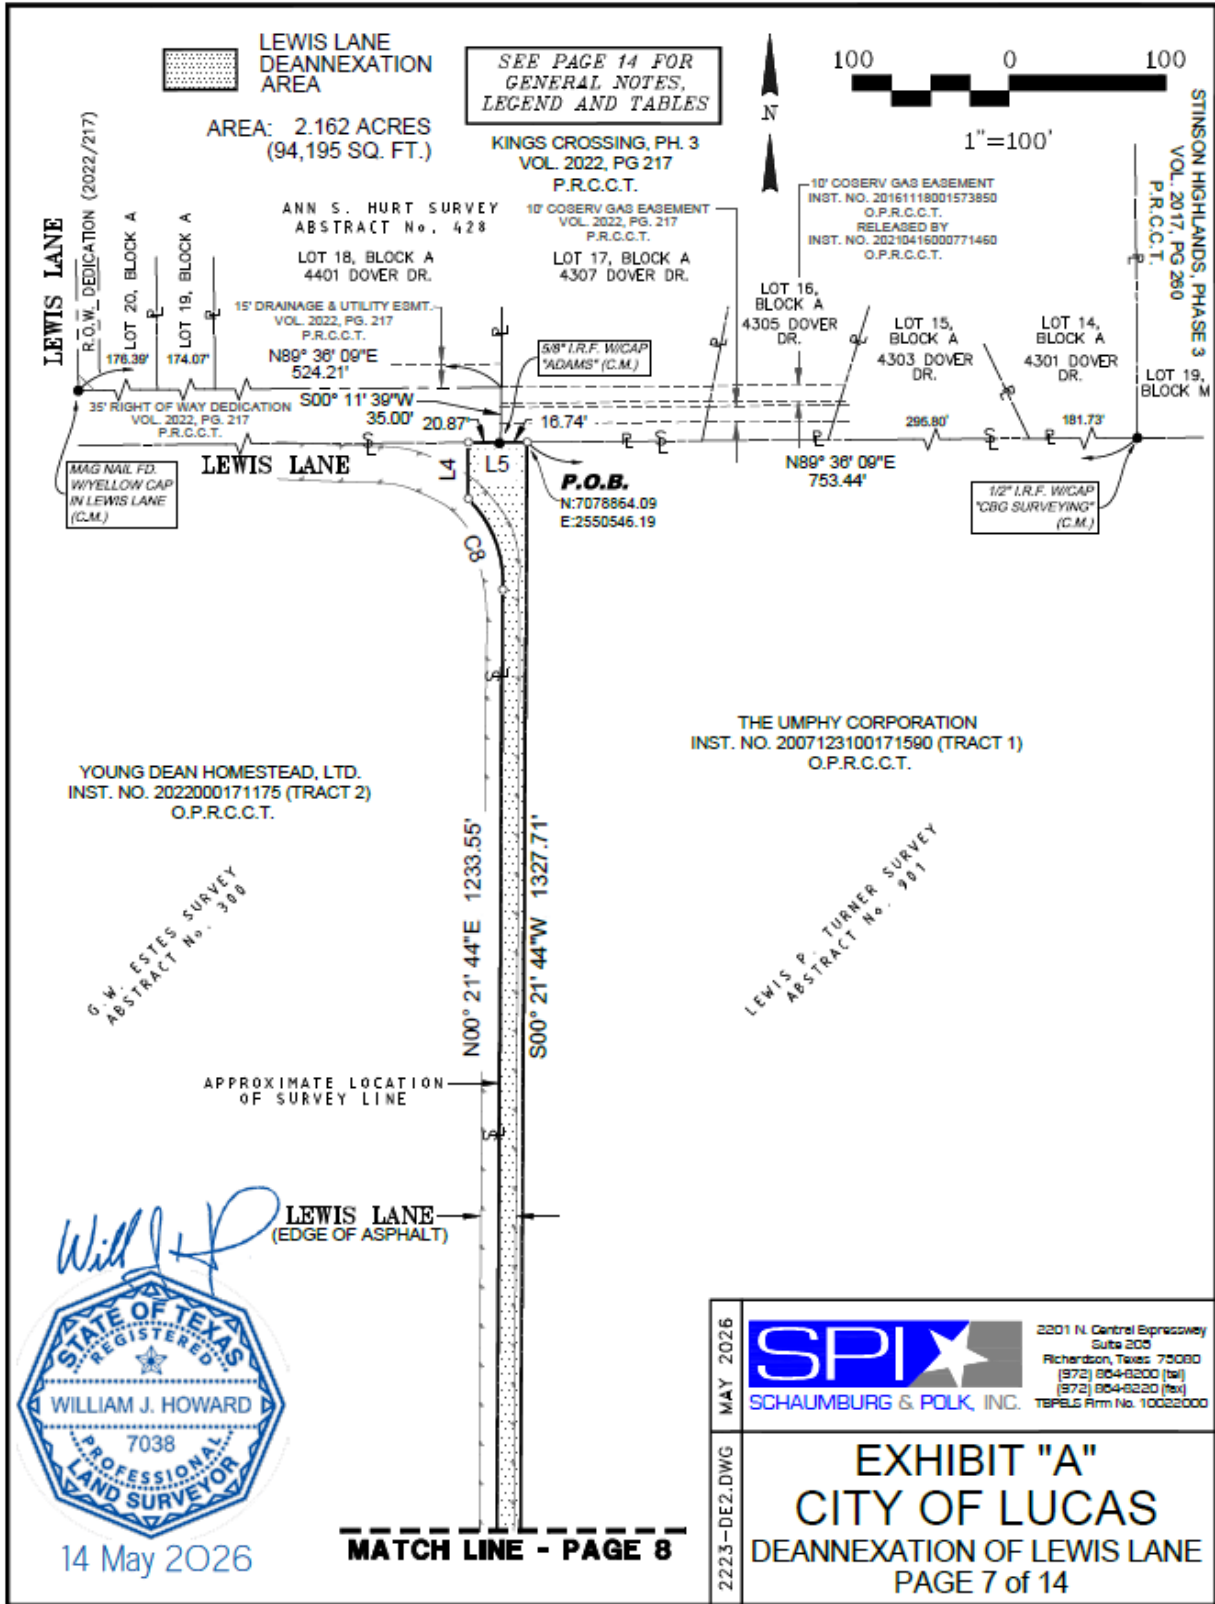 LEWIS LANE
DEANNEXATION
AREA
AREA: 2.162 ACRES
(94,195 SQ. FT.)
SEE PAGE 14 FOR
GENERAL NOTES,
LEGEND AND TABLES
N
100 0 100
1"=100'
KINGS CROSSING, PH. 3
VOL. 2022, PG 217
P.R.C.C.T.
STINSON HIGHLANDS, PHASE 3
VOL. 2017, PG 260
P.R.C.C.T.
10' COSERV GAS EASEMENT
INST. NO. 20161118001573850
O.P.R.C.C.T.
RELEASED BY
INST. NO. 20210416000771460
O.P.R.C.C.T.
ANN S. HURT SURVEY
ABSTRACT No. 428
10' COSERV GAS EASEMENT
VOL. 2022, PG. 217
P.R.C.C.T.
LEWIS LANE
R.O.W. DEDICATION (2022/217)
LOT 20, BLOCK A
LOT 19, BLOCK A
LOT 18, BLOCK A
4401 DOVER DR.
LOT 17, BLOCK A
4307 DOVER DR.
LOT 16,
BLOCK A
4305 DOVER
DR.
LOT 15,
BLOCK A
4303 DOVER
DR.
LOT 14,
BLOCK A
4301 DOVER
DR.
LOT 19,
BLOCK M
15' DRAINAGE & UTILITY ESMT.
VOL. 2022, PG. 217
P.R.C.C.T.
N89° 36' 09"E
524.21'
176.39'
174.07'
5/8" I.R.F. W/CAP
"ADAMS" (C.M.)
35' RIGHT OF WAY DEDICATION
VOL. 2022, PG. 217
P.R.C.C.T.
S00° 11' 39"W
35.00'
20.87'
16.74'
295.80'
181.73'
LEWIS LANE
L4
L5
C8
MAG NAIL FD.
W/YELLOW CAP
IN LEWIS LANE
(C.M.)
P.O.B.
N:7078864.09
E:2550546.19
N89° 36' 09"E
753.44'
1/2" I.R.F. W/CAP
"CBG SURVEYING"
(C.M.)
THE UMPHY CORPORATION
INST. NO. 2007123100171590 (TRACT 1)
O.P.R.C.C.T.
YOUNG DEAN HOMESTEAD, LTD.
INST. NO. 2022000171175 (TRACT 2)
O.P.R.C.C.T.
N00° 21' 44"E 1233.55'
S00° 21' 44"W 1327.71'
G.W. ESTES SURVEY
ABSTRACT No. 300
LEWIS P. TURNER SURVEY
ABSTRACT No. 901
APPROXIMATE LOCATION
OF SURVEY LINE
LEWIS LANE
(EDGE OF ASPHALT)
STATE OF TEXAS
REGISTERED
WILLIAM J. HOWARD
7038
PROFESSIONAL
LAND SURVEYOR
14 May 2026
MATCH LINE - PAGE 8
MAY 2026
2223-DE2.DWG
SPI
SCHAUMBURG & POLK, INC.
2201 N. Central Expressway
Suite 205
Richardson, Texas 75080
(972) 864-8200 (tel)
(972) 864-8220 (fax)
TBPELS Firm No. 10022000
EXHIBIT "A"
CITY OF LUCAS
DEANNEXATION OF LEWIS LANE
PAGE 7 of 14